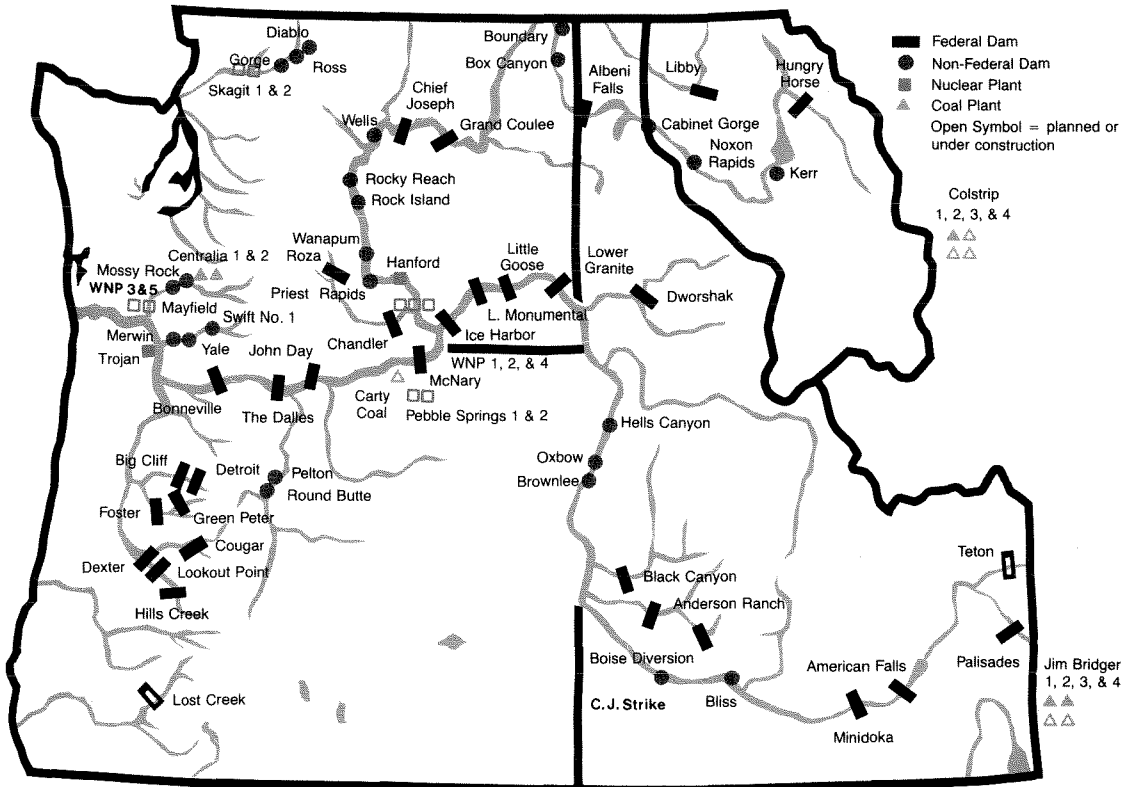 Diablo
Gorge
Ross
Skagit 1 & 2
Boundary
Box Canyon
Albeni
Falls
Libby
Hungry
Horse
Federal Dam
Non-Federal Dam
Nuclear Plant
Coal Plant
Open Symbol = planned or
under construction
Chief
Joseph
Wells
Grand Coulee
Cabinet Gorge
Noxon
Rapids
Kerr
Rocky Reach
Rock Island
Colstrip
1, 2, 3, & 4
Wanapum
Roza
Hanford
Little
Goose
Lower
Granite
Centralia 1 & 2
Mossy Rock
WNP 3&5
Mayfield
Priest Rapids
Dworshak
L. Monumental
Swift No. 1
Merwin
Yale
Trojan
Chandler
Ice Harbor
WNP 1, 2, & 4
John Day
McNary
Carty
Coal
Pebble Springs 1 & 2
Bonneville
The Dalles
Hells Canyon
Big Cliff
Detroit
Pelton
Round Butte
Oxbow
Brownlee
Foster
Green Peter
Cougar
Dexter
Lookout Point
Hills Creek
Teton
Black Canyon
Anderson Ranch
Palisades
Boise Diversion
American Falls
Jim Bridger
1, 2, 3, & 4
Lost Creek
C.J. Strike
Bliss
Minidoka